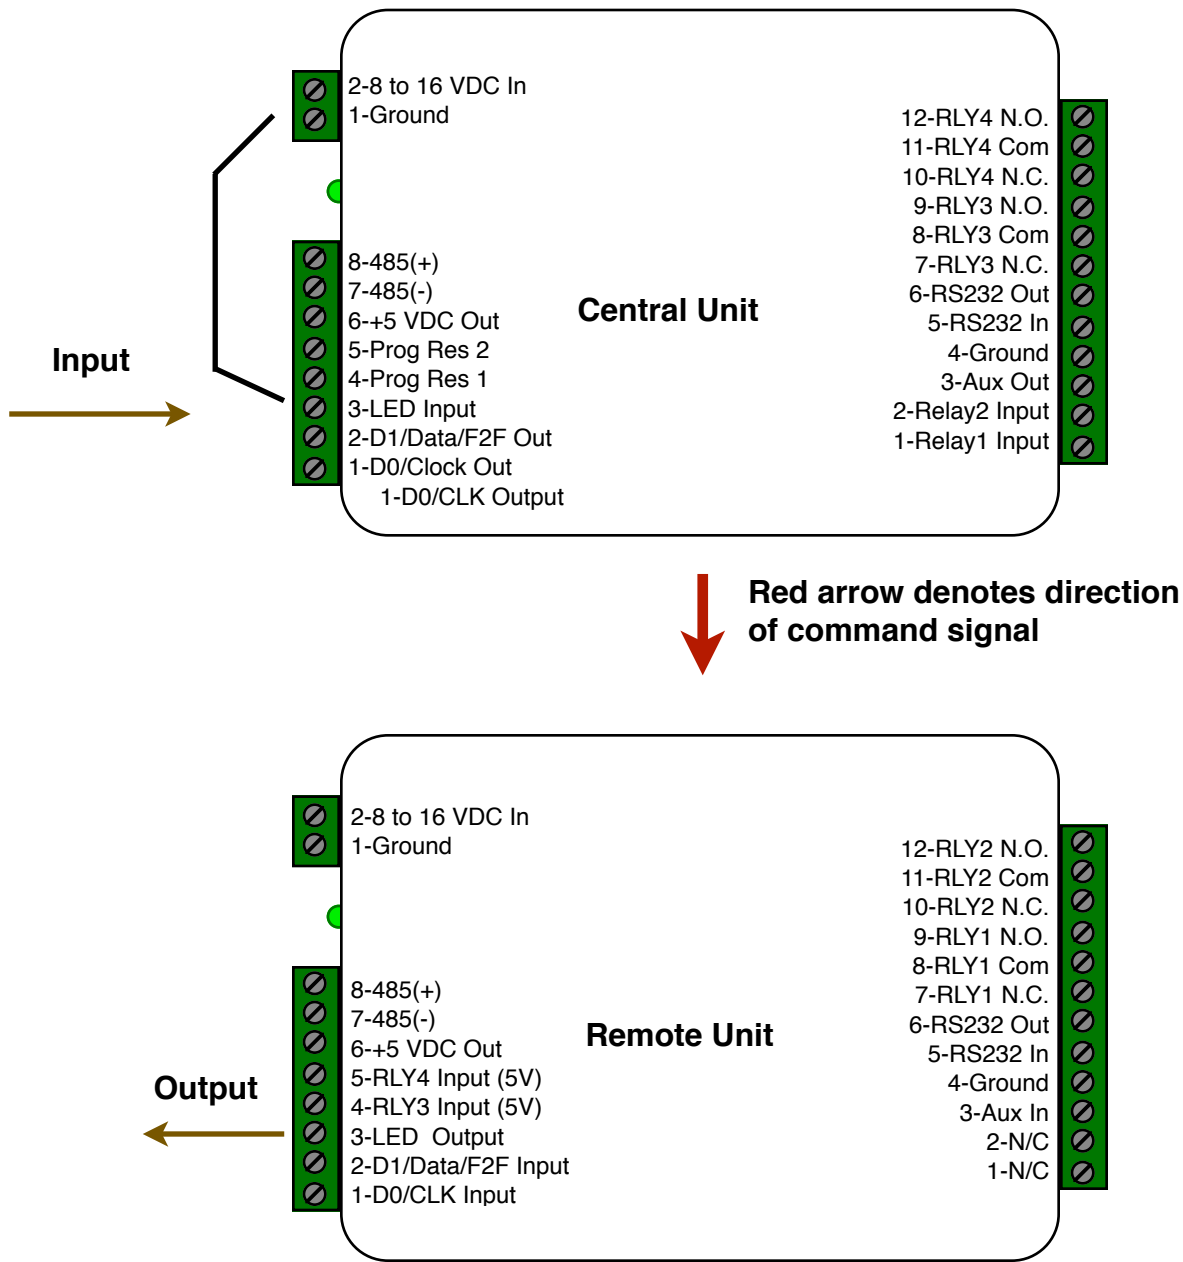 2-8 to 16 VDC In
1-Ground
12-RLY4 N.O.
11-RLY4 Com
10-RLY4 N.C.
9-RLY3 N.O.
8-RLY3 Com
7-RLY3 N.C.
6-RS232 Out
5-RS232 In
4-Ground
3-Aux Out
2-Relay2 Input
1-Relay1 Input
8-485(+)
7-485(-)
6-+5 VDC Out
5-Prog Res 2
4-Prog Res 1
3-LED Input
2-D1/Data/F2F Out
1-D0/Clock Out
1-D0/CLK Output
Central Unit
Input
Red arrow denotes direction
of command signal
2-8 to 16 VDC In
1-Ground
12-RLY2 N.O.
11-RLY2 Com
10-RLY2 N.C.
9-RLY1 N.O.
8-RLY1 Com
7-RLY1 N.C.
6-RS232 Out
5-RS232 In
4-Ground
3-Aux In
2-N/C
1-N/C
8-485(+)
7-485(-)
6-+5 VDC Out
5-RLY4 Input (5V)
4-RLY3 Input (5V)
3-LED  Output
2-D1/Data/F2F Input
1-D0/CLK Input
Remote Unit
Output